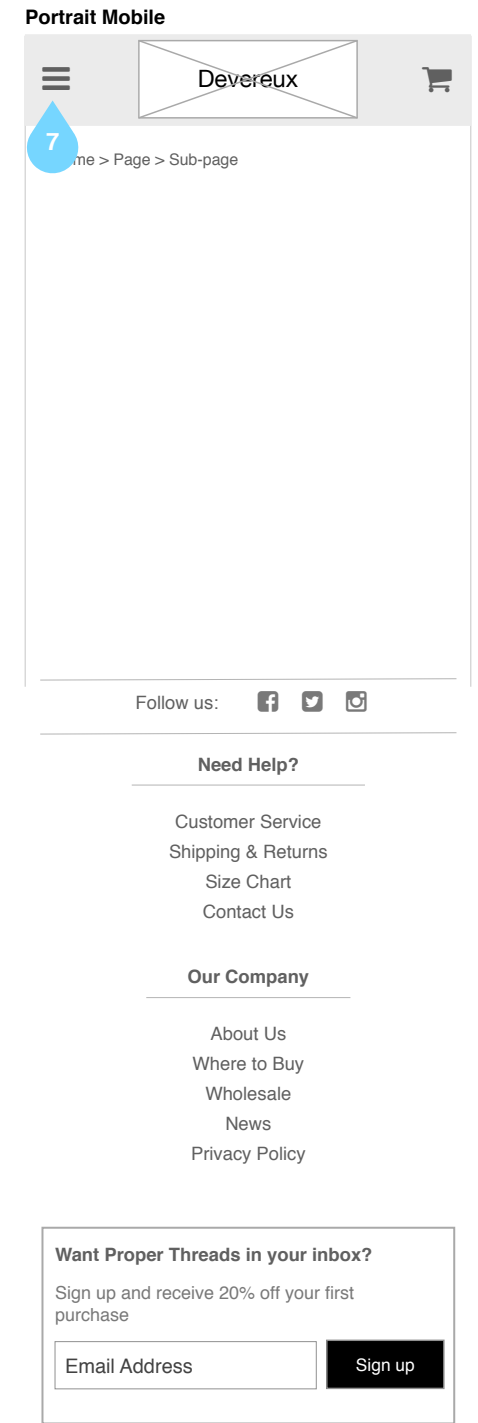 Portrait Mobile
Devereux
7
me > Page > Sub-page
Follow us:
Need Help?
Customer Service
Shipping & Returns
Size Chart
Contact Us
Our Company
About Us
Where to Buy
Wholesale
News
Privacy Policy
Want Proper Threads in your inbox?
Sign up and receive 20% off your first
purchase
Email Address
Sign up